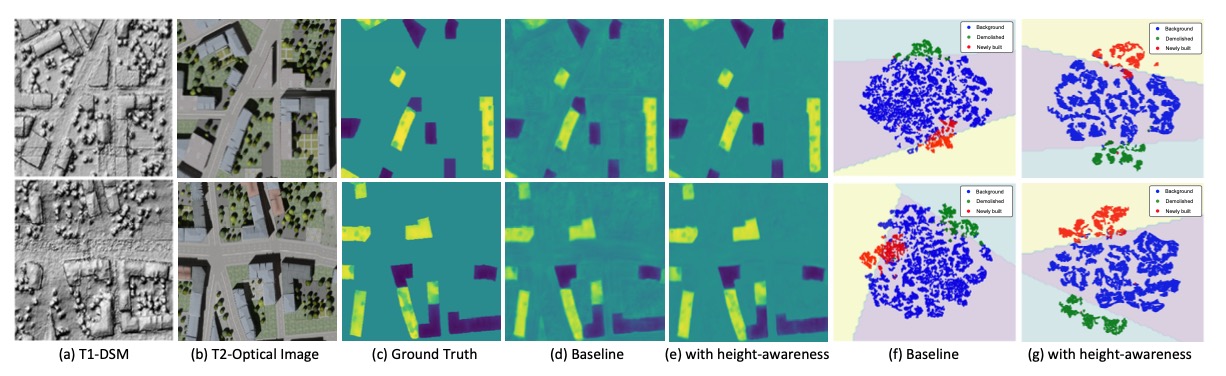 Background
Demolished
Newly built
Background
Demolished
Newly built
Background
Demolished
Newly built
Background
Demolished
Newly built
(a) T1-DSM
(b) T2-Optical Image
(c) Ground Truth
(d) Baseline
(e) with height-awareness
(f) Baseline
(g) with height-awareness